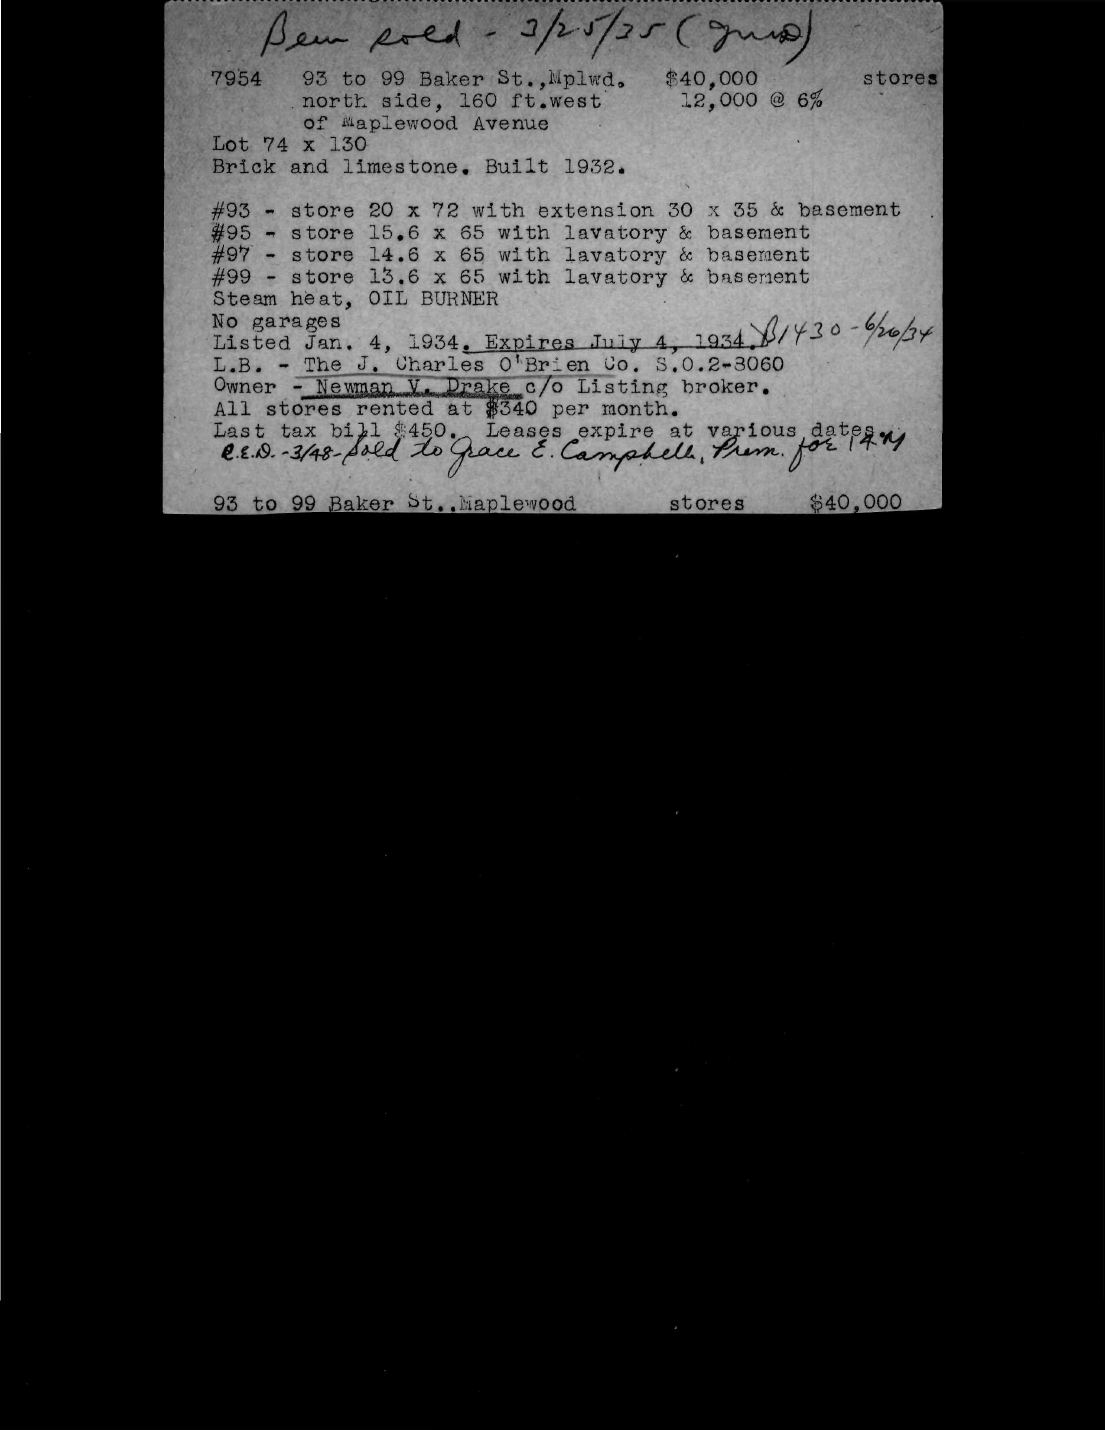 Been sold - 3/25/35 (
7954 93 to 99 Baker St.,Mplwd. $40,000 stores
north side, 160 ft.west 12,000 @ 6%
of Maplewood Avenue
Lot 74 x 130
Brick and limestone. Built 1932.
#93 - store 20 x 72 with extension 30 x 35 & basement
#95 - store 15.6 x 65 with lavatory & basement
#97 - store 14.6 x 65 with lavatory & basement
#99 - store 13.6 x 65 with lavatory & basement
Steam heat, OIL BURNER
No garages
Listed Jan. 4, 1934. Expires July 4, 1934. B1430-6/26/34
L.B. - The J. Charles O'Brien Co. S.O.2-3060
Owner - Newman V. Drake c/o Listing broker.
All stores rented at $340 per month.
Last tax bill $450. Leases expire at various dates.
C.E.D.-3/48-Sold to Grace E. Campbell, Prem. for
93 to 99 Baker St.,Maplewood stores $40,000